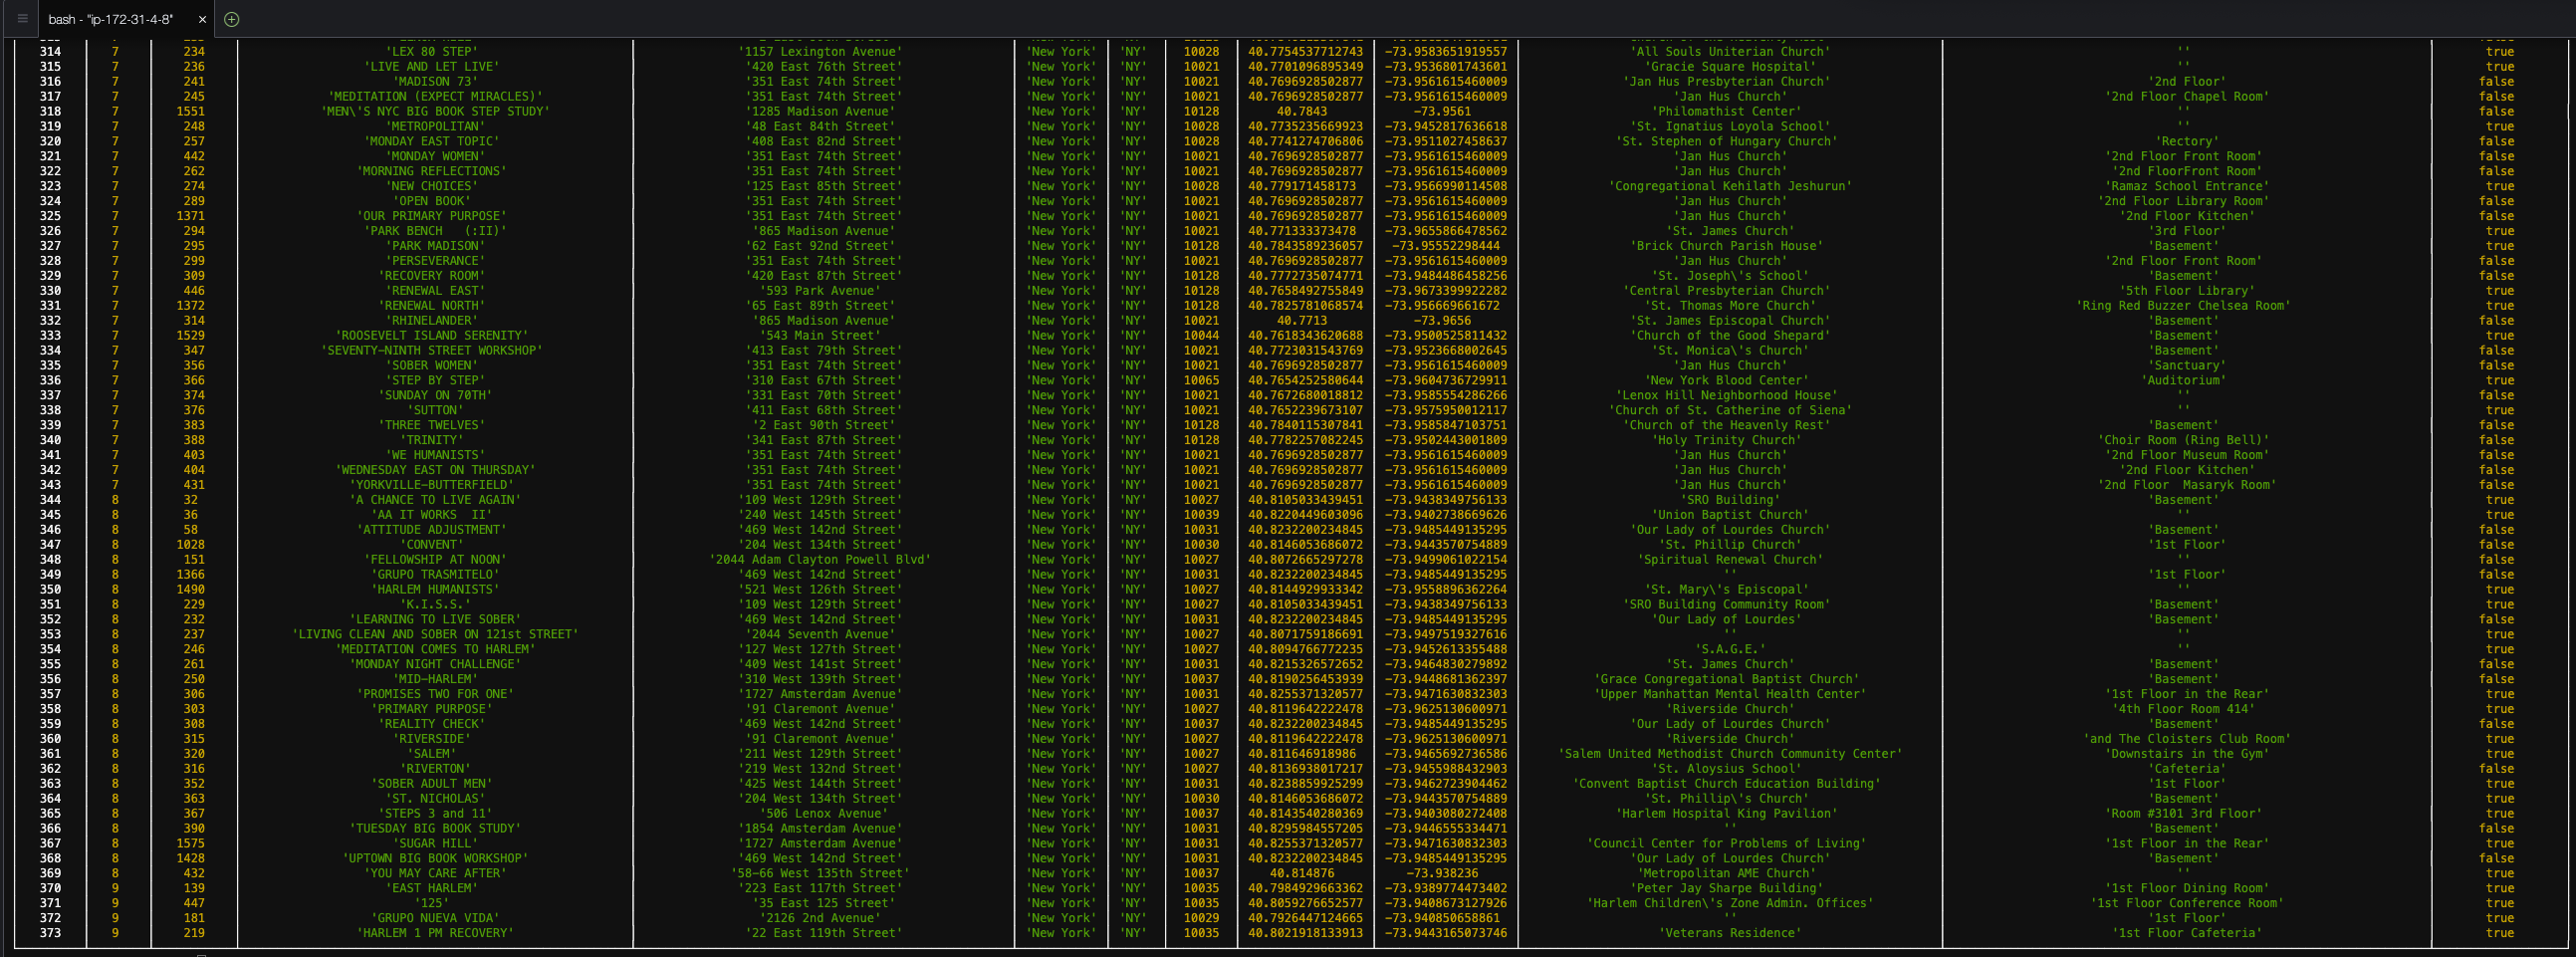 bash - "ip-172-31-4-8"
314 7 234 'LEX 80 STEP' '1157 Lexington Avenue' 'New York' 'NY' 10028 40.7754537712743 -73.9583651919557 'All Souls Uniterian Church' '' true
315 7 236 'LIVE AND LET LIVE' '420 East 76th Street' 'New York' 'NY' 10021 40.7701096895349 -73.9536801743601 'Gracie Square Hospital' '' true
316 7 241 'MADISON 73' '351 East 74th Street' 'New York' 'NY' 10021 40.7696928502877 -73.9561615460009 'Jan Hus Presbyterian Church' '2nd Floor' false
317 7 245 'MEDITATION (EXPECT MIRACLES)' '351 East 74th Street' 'New York' 'NY' 10021 40.7696928502877 -73.9561615460009 'Jan Hus Church' '2nd Floor Chapel Room' false
318 7 1551 'MEN\'S NYC BIG BOOK STEP STUDY' '1285 Madison Avenue' 'New York' 'NY' 10128 40.7843 -73.9561 'Philomathist Center' '' false
319 7 248 'METROPOLITAN' '48 East 84th Street' 'New York' 'NY' 10028 40.7735235669923 -73.9452817636618 'St. Ignatius Loyola School' '' true
320 7 257 'MONDAY EAST TOPIC' '408 East 82nd Street' 'New York' 'NY' 10028 40.7741274706806 -73.9511027458637 'St. Stephen of Hungary Church' 'Rectory' false
321 7 442 'MONDAY WOMEN' '351 East 74th Street' 'New York' 'NY' 10021 40.7696928502877 -73.9561615460009 'Jan Hus Church' '2nd Floor Front Room' false
322 7 262 'MORNING REFLECTIONS' '351 East 74th Street' 'New York' 'NY' 10021 40.7696928502877 -73.9561615460009 'Jan Hus Church' '2nd FloorFront Room' false
323 7 274 'NEW CHOICES' '125 East 85th Street' 'New York' 'NY' 10028 40.779171458173 -73.9566990114508 'Congregational Kehilath Jeshurun' 'Ramaz School Entrance' true
324 7 289 'OPEN BOOK' '351 East 74th Street' 'New York' 'NY' 10021 40.7696928502877 -73.9561615460009 'Jan Hus Church' '2nd Floor Library Room' false
325 7 1371 'OUR PRIMARY PURPOSE' '351 East 74th Street' 'New York' 'NY' 10021 40.7696928502877 -73.9561615460009 'Jan Hus Church' '2nd Floor Kitchen' false
326 7 294 'PARK BENCH   (:II)' '865 Madison Avenue' 'New York' 'NY' 10021 40.771333373478 -73.9655866478562 'St. James Church' '3rd Floor' false
327 7 295 'PARK MADISON' '62 East 92nd Street' 'New York' 'NY' 10128 40.7843589236057 -73.95552298444 'Brick Church Parish House' 'Basement' true
328 7 299 'PERSEVERANCE' '351 East 74th Street' 'New York' 'NY' 10021 40.7696928502877 -73.9561615460009 'Jan Hus Church' '2nd Floor Front Room' false
329 7 309 'RECOVERY ROOM' '420 East 87th Street' 'New York' 'NY' 10128 40.7772735074771 -73.9484486458256 'St. Joseph\'s School' 'Basement' false
330 7 446 'RENEWAL EAST' '593 Park Avenue' 'New York' 'NY' 10128 40.7658492755849 -73.9673399922282 'Central Presbyterian Church' '5th Floor Library' true
331 7 1372 'RENEWAL NORTH' '65 East 89th Street' 'New York' 'NY' 10128 40.7825781068574 -73.956669661672 'St. Thomas More Church' 'Ring Red Buzzer Chelsea Room' true
332 7 314 'RHINELANDER' '865 Madison Avenue' 'New York' 'NY' 10021 40.7713 -73.9656 'St. James Episcopal Church' 'Basement' false
333 7 1529 'ROOSEVELT ISLAND SERENITY' '543 Main Street' 'New York' 'NY' 10044 40.7618343620688 -73.9500525811432 'Church of the Good Shepard' 'Basement' true
334 7 347 'SEVENTY-NINTH STREET WORKSHOP' '413 East 79th Street' 'New York' 'NY' 10021 40.7723031543769 -73.9523668002645 'St. Monica\'s Church' 'Basement' false
335 7 356 'SOBER WOMEN' '351 East 74th Street' 'New York' 'NY' 10021 40.7696928502877 -73.9561615460009 'Jan Hus Church' 'Sanctuary' false
336 7 366 'STEP BY STEP' '310 East 67th Street' 'New York' 'NY' 10065 40.7654252580644 -73.9604736729911 'New York Blood Center' 'Auditorium' true
337 7 374 'SUNDAY ON 70TH' '331 East 70th Street' 'New York' 'NY' 10021 40.7672680018812 -73.9585554286266 'Lenox Hill Neighborhood House' '' false
338 7 376 'SUTTON' '411 East 68th Street' 'New York' 'NY' 10021 40.7652239673107 -73.9575950012117 'Church of St. Catherine of Siena' '' true
339 7 383 'THREE TWELVES' '2 East 90th Street' 'New York' 'NY' 10128 40.7840115307841 -73.9585847103751 'Church of the Heavenly Rest' 'Basement' false
340 7 388 'TRINITY' '341 East 87th Street' 'New York' 'NY' 10128 40.7782257082245 -73.9502443001809 'Holy Trinity Church' 'Choir Room (Ring Bell)' false
341 7 403 'WE HUMANISTS' '351 East 74th Street' 'New York' 'NY' 10021 40.7696928502877 -73.9561615460009 'Jan Hus Church' '2nd Floor Museum Room' false
342 7 404 'WEDNESDAY EAST ON THURSDAY' '351 East 74th Street' 'New York' 'NY' 10021 40.7696928502877 -73.9561615460009 'Jan Hus Church' '2nd Floor Kitchen' false
343 7 431 'YORKVILLE-BUTTERFIELD' '351 East 74th Street' 'New York' 'NY' 10021 40.7696928502877 -73.9561615460009 'Jan Hus Church' '2nd Floor  Masaryk Room' false
344 8 32 'A CHANCE TO LIVE AGAIN' '109 West 129th Street' 'New York' 'NY' 10027 40.8105033439451 -73.9438349756133 'SRO Building' 'Basement' true
345 8 36 'AA IT WORKS  II' '240 West 145th Street' 'New York' 'NY' 10039 40.8220449603096 -73.9402738669626 'Union Baptist Church' '' true
346 8 58 'ATTITUDE ADJUSTMENT' '469 West 142nd Street' 'New York' 'NY' 10031 40.8232200234845 -73.9485449135295 'Our Lady of Lourdes Church' 'Basement' false
347 8 1028 'CONVENT' '204 West 134th Street' 'New York' 'NY' 10030 40.8146053686072 -73.9443570754889 'St. Phillip Church' '1st Floor' false
348 8 151 'FELLOWSHIP AT NOON' '2044 Adam Clayton Powell Blvd' 'New York' 'NY' 10027 40.8072665297278 -73.9499061022154 'Spiritual Renewal Church' '' false
349 8 1366 'GRUPO TRASMITELO' '469 West 142nd Street' 'New York' 'NY' 10031 40.8232200234845 -73.9485449135295 '' '1st Floor' false
350 8 1490 'HARLEM HUMANISTS' '521 West 126th Street' 'New York' 'NY' 10027 40.8144929933342 -73.9558896362264 'St. Mary\'s Episcopal' '' true
351 8 229 'K.I.S.S.' '109 West 129th Street' 'New York' 'NY' 10027 40.8105033439451 -73.9438349756133 'SRO Building Community Room' 'Basement' false
352 8 232 'LEARNING TO LIVE SOBER' '469 West 142nd Street' 'New York' 'NY' 10031 40.8232200234845 -73.9485449135295 'Our Lady of Lourdes' 'Basement' false
353 8 237 'LIVING CLEAN AND SOBER ON 121st STREET' '2044 Seventh Avenue' 'New York' 'NY' 10027 40.8071759186691 -73.9497519327616 '' '' true
354 8 246 'MEDITATION COMES TO HARLEM' '127 West 127th Street' 'New York' 'NY' 10027 40.8094766772235 -73.9452613355488 'S.A.G.E.' '' true
355 8 261 'MONDAY NIGHT CHALLENGE' '409 West 141st Street' 'New York' 'NY' 10031 40.8215326572652 -73.9464830279892 'St. James Church' 'Basement' false
356 8 250 'MID-HARLEM' '310 West 139th Street' 'New York' 'NY' 10037 40.8190256453939 -73.9448681362397 'Grace Congregational Baptist Church' 'Basement' false
357 8 306 'PROMISES TWO FOR ONE' '1727 Amsterdam Avenue' 'New York' 'NY' 10031 40.8255371320577 -73.9471630832303 'Upper Manhattan Mental Health Center' '1st Floor in the Rear' true
358 8 303 'PRIMARY PURPOSE' '91 Claremont Avenue' 'New York' 'NY' 10027 40.8119642222478 -73.9625130600971 'Riverside Church' '4th Floor Room 414' true
359 8 308 'REALITY CHECK' '469 West 142nd Street' 'New York' 'NY' 10037 40.8232200234845 -73.9485449135295 'Our Lady of Lourdes Church' 'Basement' false
360 8 315 'RIVERSIDE' '91 Claremont Avenue' 'New York' 'NY' 10027 40.8119642222478 -73.9625130600971 'Riverside Church' 'and The Cloisters Club Room' true
361 8 320 'SALEM' '211 West 129th Street' 'New York' 'NY' 10027 40.811646918986 -73.9465692736586 'Salem United Methodist Church Community Center' 'Downstairs in the Gym' true
362 8 316 'RIVERTON' '219 West 132nd Street' 'New York' 'NY' 10027 40.8136938017217 -73.9455988432903 'St. Aloysius School' 'Cafeteria' false
363 8 352 'SOBER ADULT MEN' '425 West 144th Street' 'New York' 'NY' 10031 40.8238859925299 -73.9462723904462 'Convent Baptist Church Education Building' '1st Floor' true
364 8 363 'ST. NICHOLAS' '204 West 134th Street' 'New York' 'NY' 10030 40.8146053686072 -73.9443570754889 'St. Phillip\'s Church' 'Basement' true
365 8 367 'STEPS 3 and 11' '506 Lenox Avenue' 'New York' 'NY' 10037 40.8143540280369 -73.9403080272408 'Harlem Hospital King Pavilion' 'Room #3101 3rd Floor' true
366 8 390 'TUESDAY BIG BOOK STUDY' '1854 Amsterdam Avenue' 'New York' 'NY' 10031 40.8295984557205 -73.9446555334471 '' 'Basement' false
367 8 1575 'SUGAR HILL' '1727 Amsterdam Avenue' 'New York' 'NY' 10031 40.8255371320577 -73.9471630832303 'Council Center for Problems of Living' '1st Floor in the Rear' true
368 8 1428 'UPTOWN BIG BOOK WORKSHOP' '469 West 142nd Street' 'New York' 'NY' 10031 40.8232200234845 -73.9485449135295 'Our Lady of Lourdes Church' 'Basement' false
369 8 432 'YOU MAY CARE AFTER' '58-66 West 135th Street' 'New York' 'NY' 10037 40.814876 -73.938236 'Metropolitan AME Church' '' true
370 9 139 'EAST HARLEM' '223 East 117th Street' 'New York' 'NY' 10035 40.7984929663362 -73.9389774473402 'Peter Jay Sharpe Building' '1st Floor Dining Room' true
371 9 447 '125' '35 East 125 Street' 'New York' 'NY' 10035 40.8059276652577 -73.9408673127926 'Harlem Children\'s Zone Admin. Offices' '1st Floor Conference Room' true
372 9 181 'GRUPO NUEVA VIDA' '2126 2nd Avenue' 'New York' 'NY' 10029 40.7926447124665 -73.940850658861 '' '1st Floor' true
373 9 219 'HARLEM 1 PM RECOVERY' '22 East 119th Street' 'New York' 'NY' 10035 40.8021918133913 -73.9443165073746 'Veterans Residence' '1st Floor Cafeteria' true